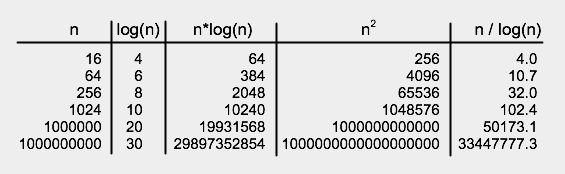 n log(n) n*log(n) n² n / log(n)
16 4 64 256 4.0
64 6 384 4096 10.7
256 8 2048 65536 32.0
1024 10 10240 1048576 102.4
1000000 20 19931568 1000000000000 50173.1
1000000000 30 29897352854 1000000000000000000 33447777.3